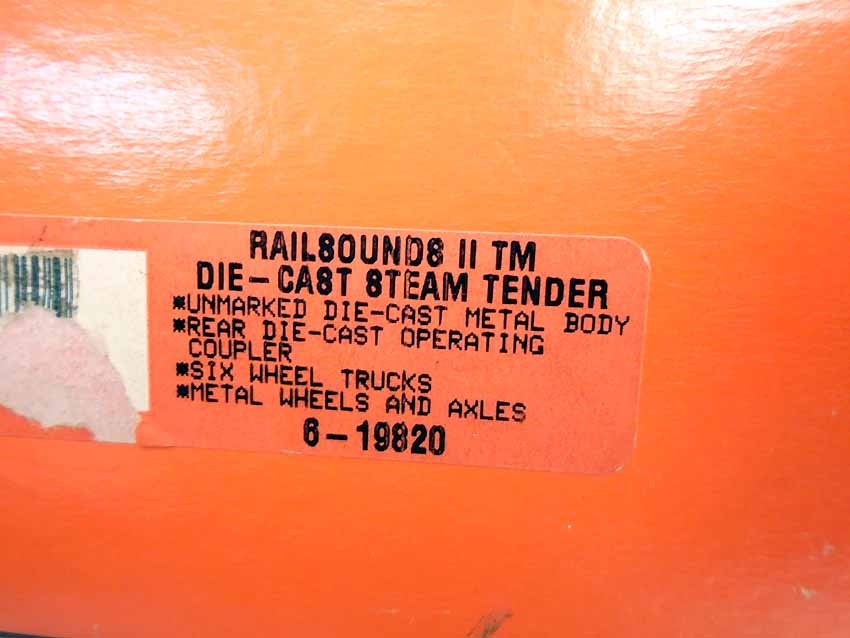 RAILSOUNDS II TM
DIE-CAST STEAM TENDER
*UNMARKED DIE-CAST METAL BODY
*REAR DIE-CAST OPERATING
COUPLER
*SIX WHEEL TRUCKS
*METAL WHEELS AND AXLES
6-19820